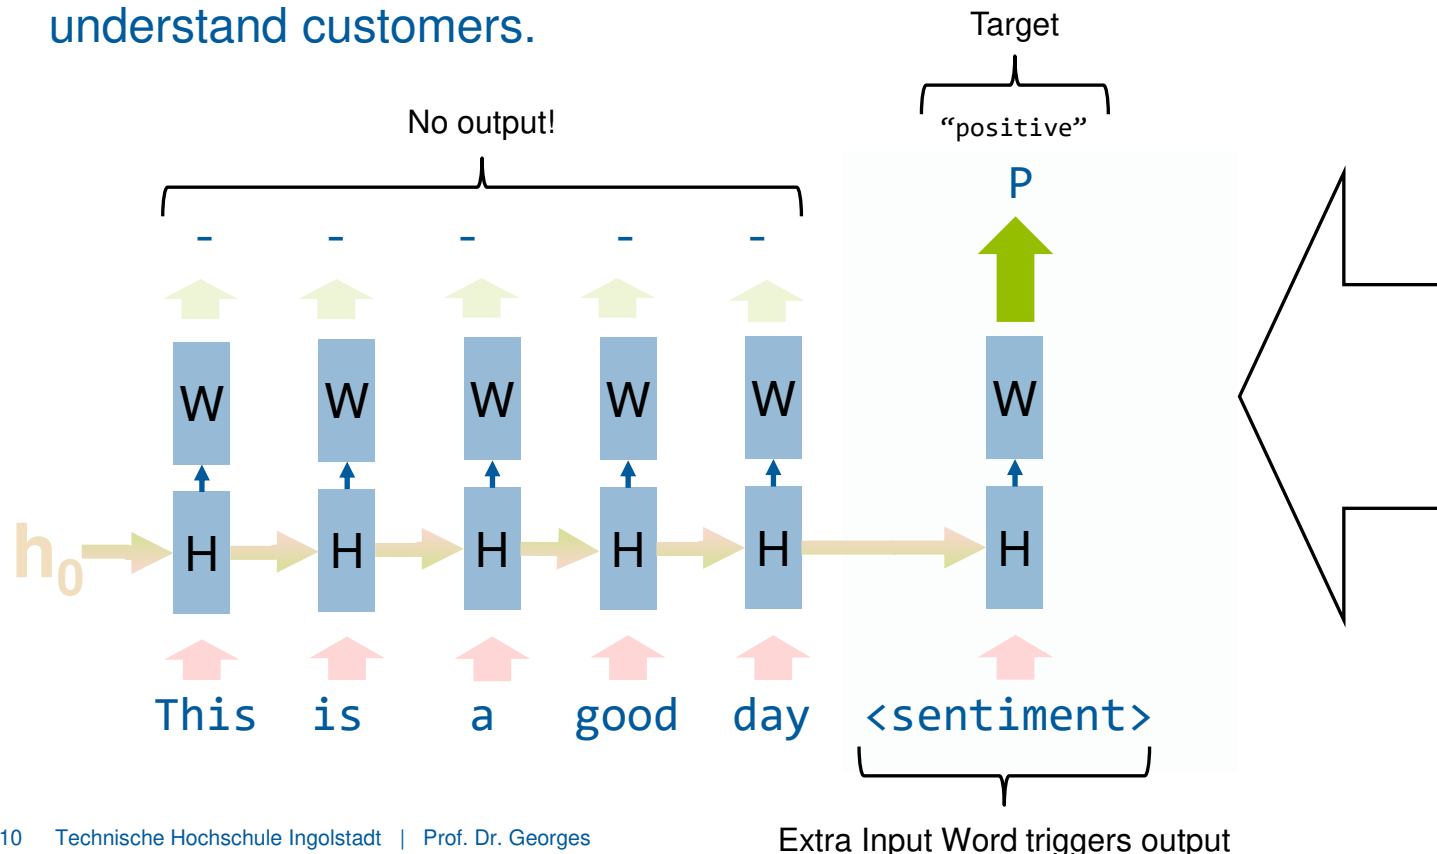 understand customers.
Target
No output!
“positive”
P
- - - - -
W W W W W W
h0 H H H H H H
This is a good day <sentiment>
10 Technische Hochschule Ingolstadt | Prof. Dr. Georges
Extra Input Word triggers output